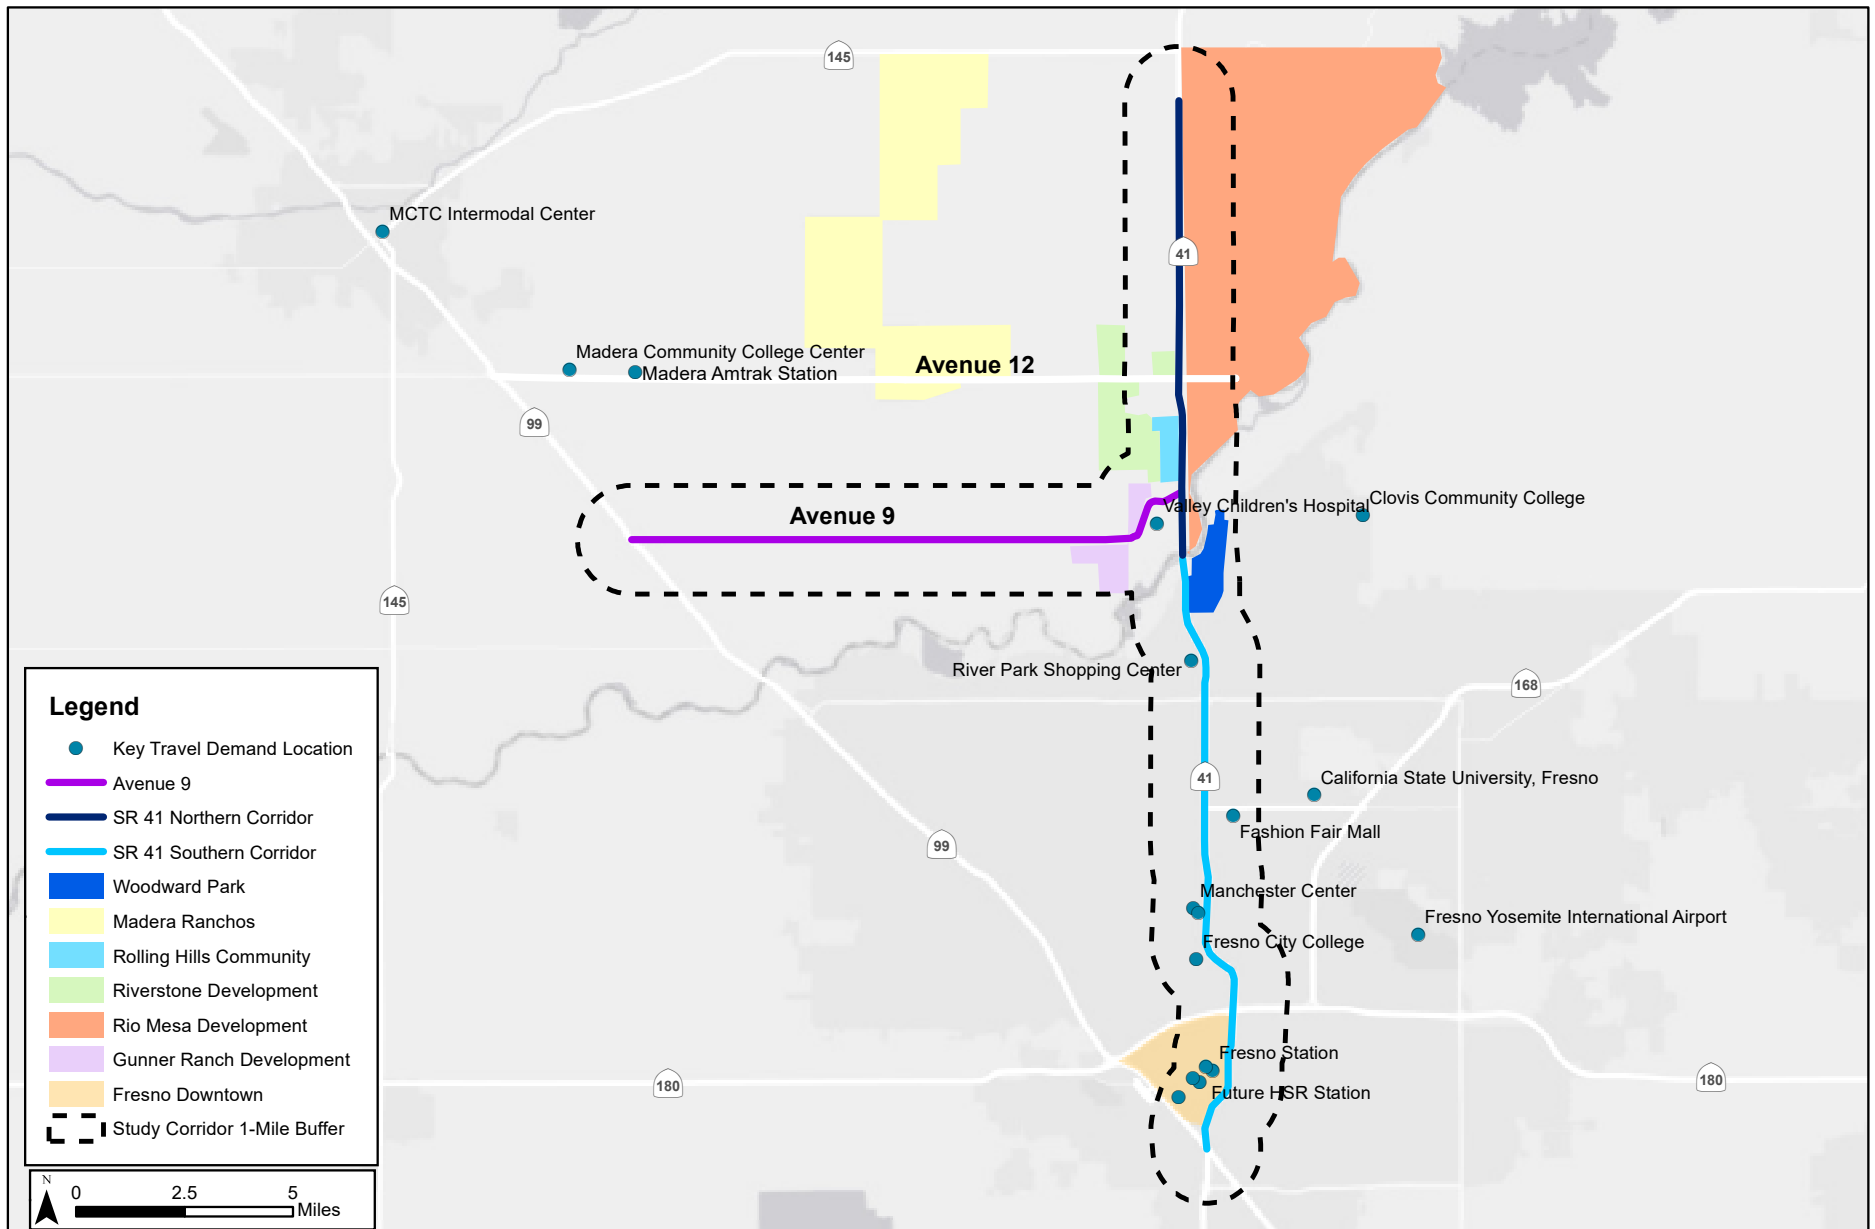 145
MCTC Intermodal Center
41
Madera Community College Center
Madera Amtrak Station
Avenue 12
99
Avenue 9
Valley Children's Hospital
Clovis Community College
145
River Park Shopping Center
168
41
California State University, Fresno
Fashion Fair Mall
99
Manchester Center
Fresno Yosemite International Airport
Fresno City College
Fresno Station
Future HSR Station
180
180
Legend
Key Travel Demand Location
Avenue 9
SR 41 Northern Corridor
SR 41 Southern Corridor
Woodward Park
Madera Ranchos
Rolling Hills Community
Riverstone Development
Rio Mesa Development
Gunner Ranch Development
Fresno Downtown
Study Corridor 1-Mile Buffer
N
0 2.5 5
Miles